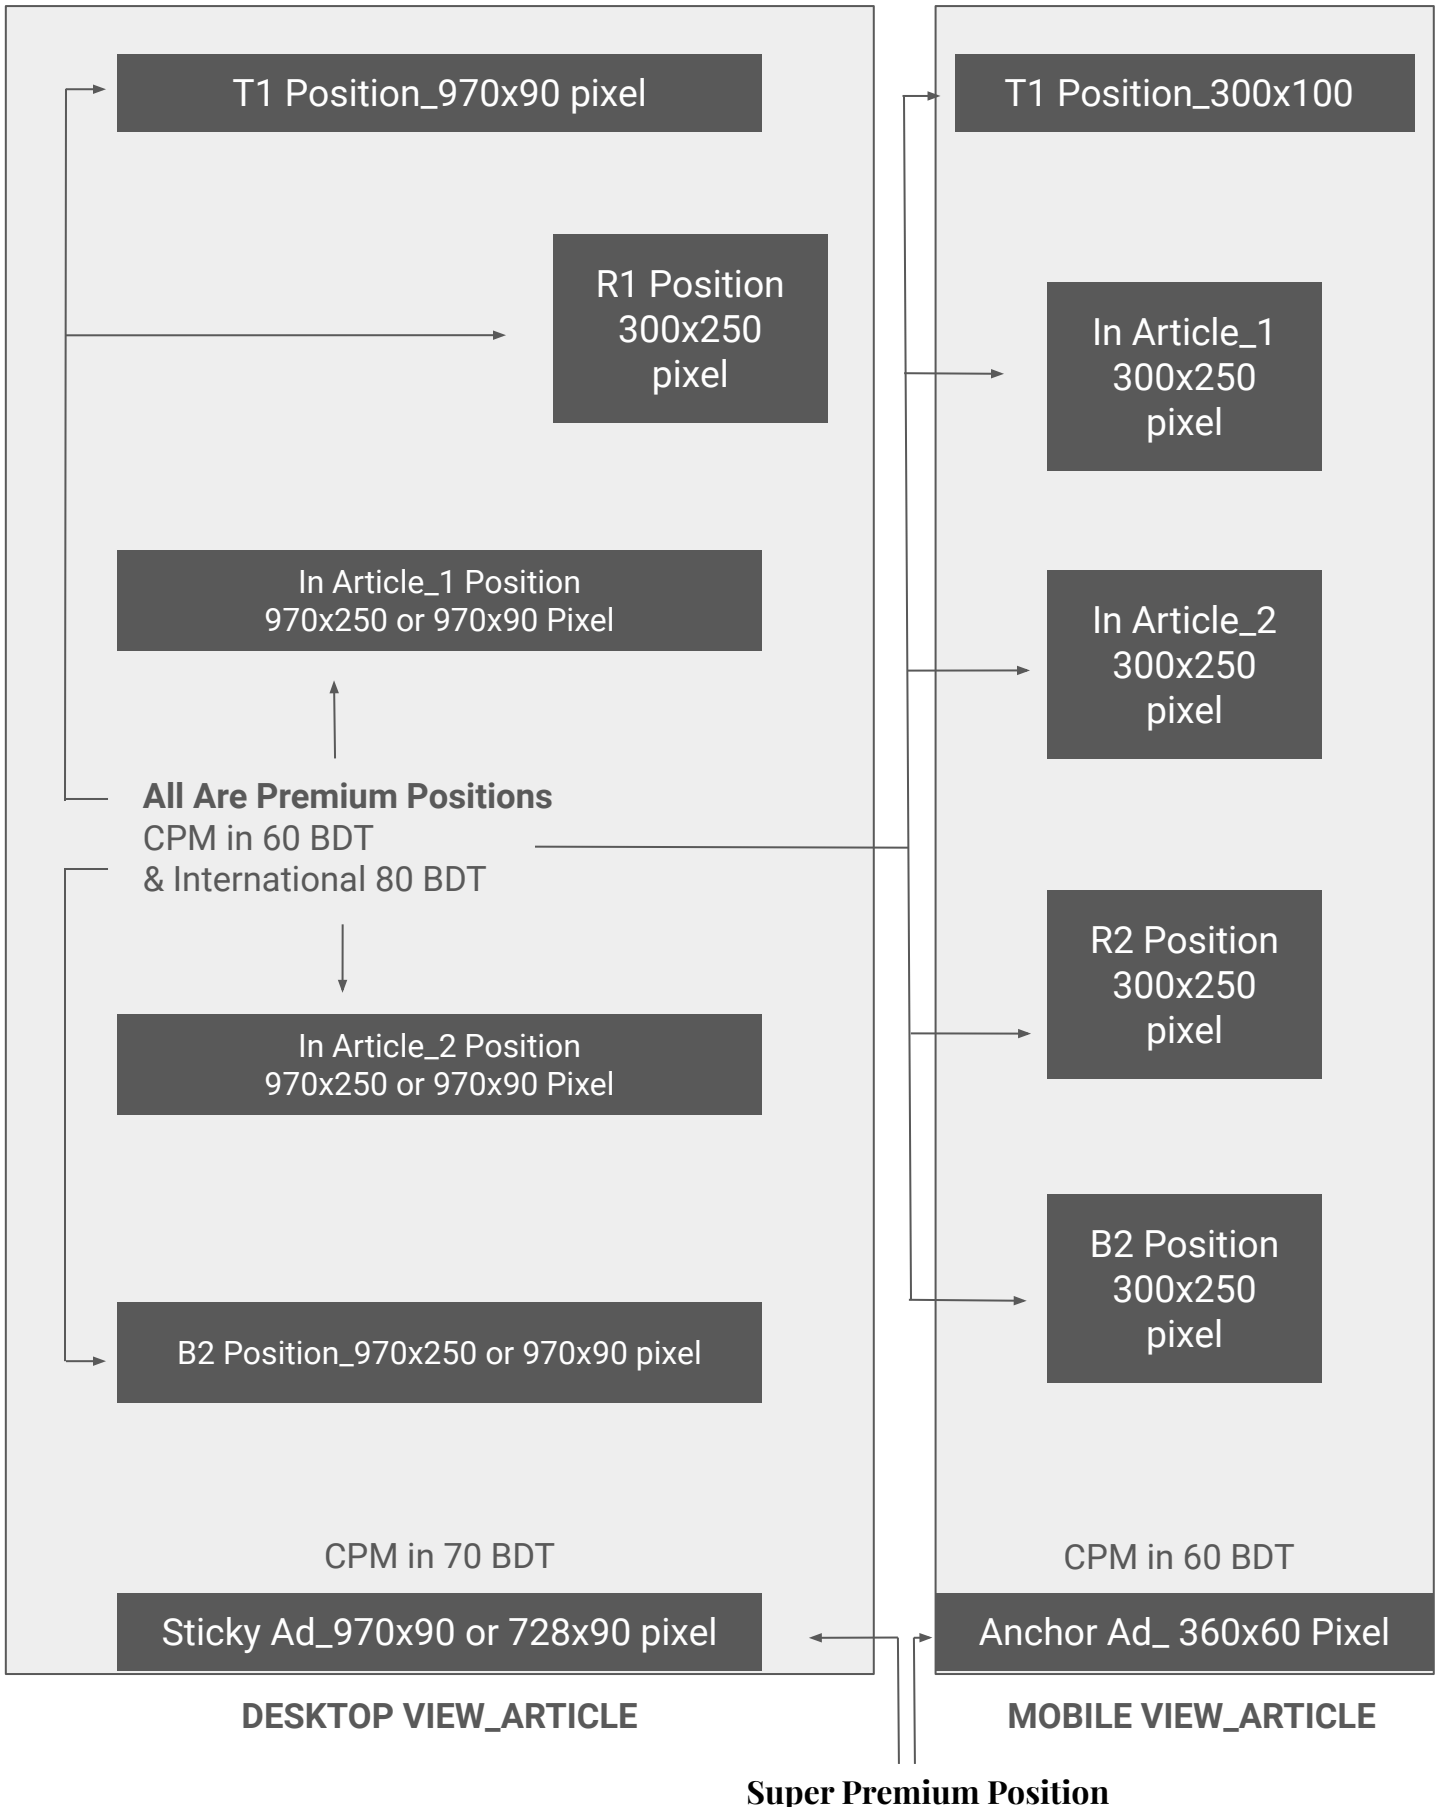 T1 Position_970x90 pixel
R1 Position
300x250
pixel
In Article_1 Position
970x250 or 970x90 Pixel
All Are Premium Positions
CPM in 60 BDT
& International 80 BDT
In Article_2 Position
970x250 or 970x90 Pixel
B2 Position_970x250 or 970x90 pixel
CPM in 70 BDT
Sticky Ad_970x90 or 728x90 pixel
DESKTOP VIEW_ARTICLE
T1 Position_300x100
In Article_1
300x250
pixel
In Article_2
300x250
pixel
R2 Position
300x250
pixel
B2 Position
300x250
pixel
CPM in 60 BDT
Anchor Ad_ 360x60 Pixel
MOBILE VIEW_ARTICLE
Super Premium Position